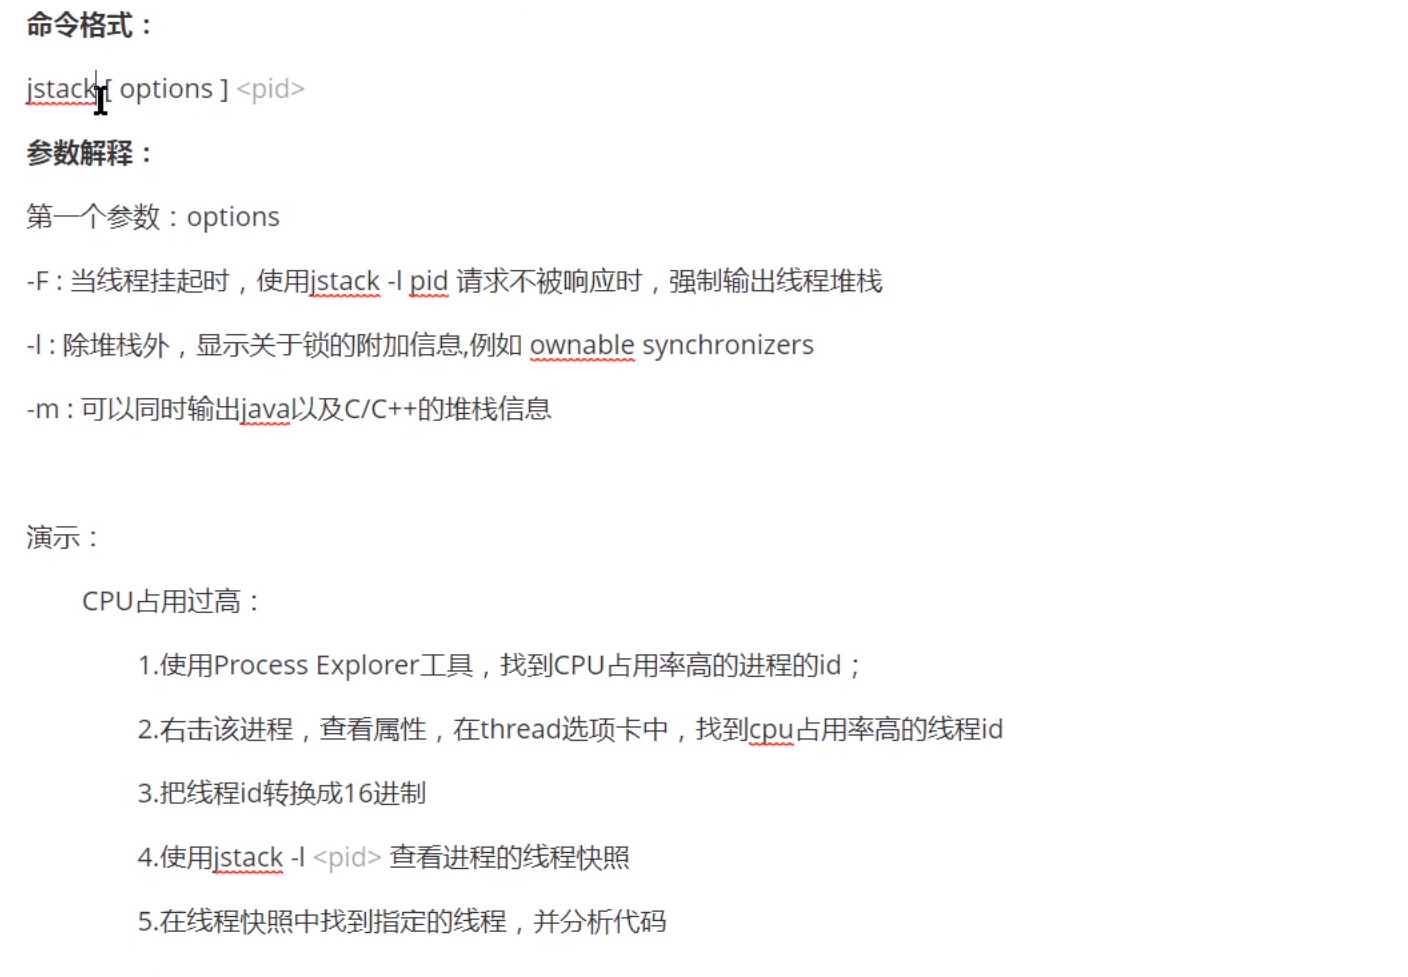 命令格式：
jstack [ options ] <pid>
参数解释：
第一个参数：options
-F : 当线程挂起时，使用jstack -l pid 请求不被响应时，强制输出线程堆栈
-l : 除堆栈外，显示关于锁的附加信息,例如 ownable synchronizers
-m : 可以同时输出java以及C/C++的堆栈信息
演示：
CPU占用过高：
1.使用Process Explorer工具，找到CPU占用率高的进程的id；
2.右击该进程，查看属性，在thread选项卡中，找到cpu占用率高的线程id
3.把线程id转换成16进制
4.使用jstack -l <pid> 查看进程的线程快照
5.在线程快照中找到指定的线程，并分析代码